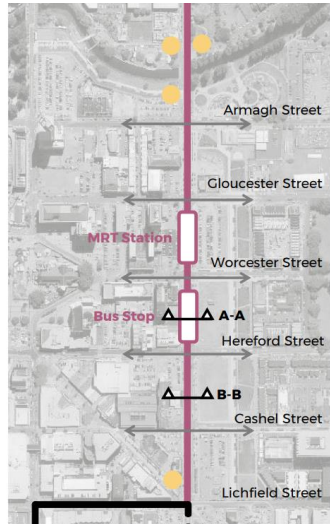 Armagh Street
Gloucester Street
MRT Station
Worcester Street
Bus Stop
A-A
Hereford Street
B-B
Cashel Street
Lichfield Street